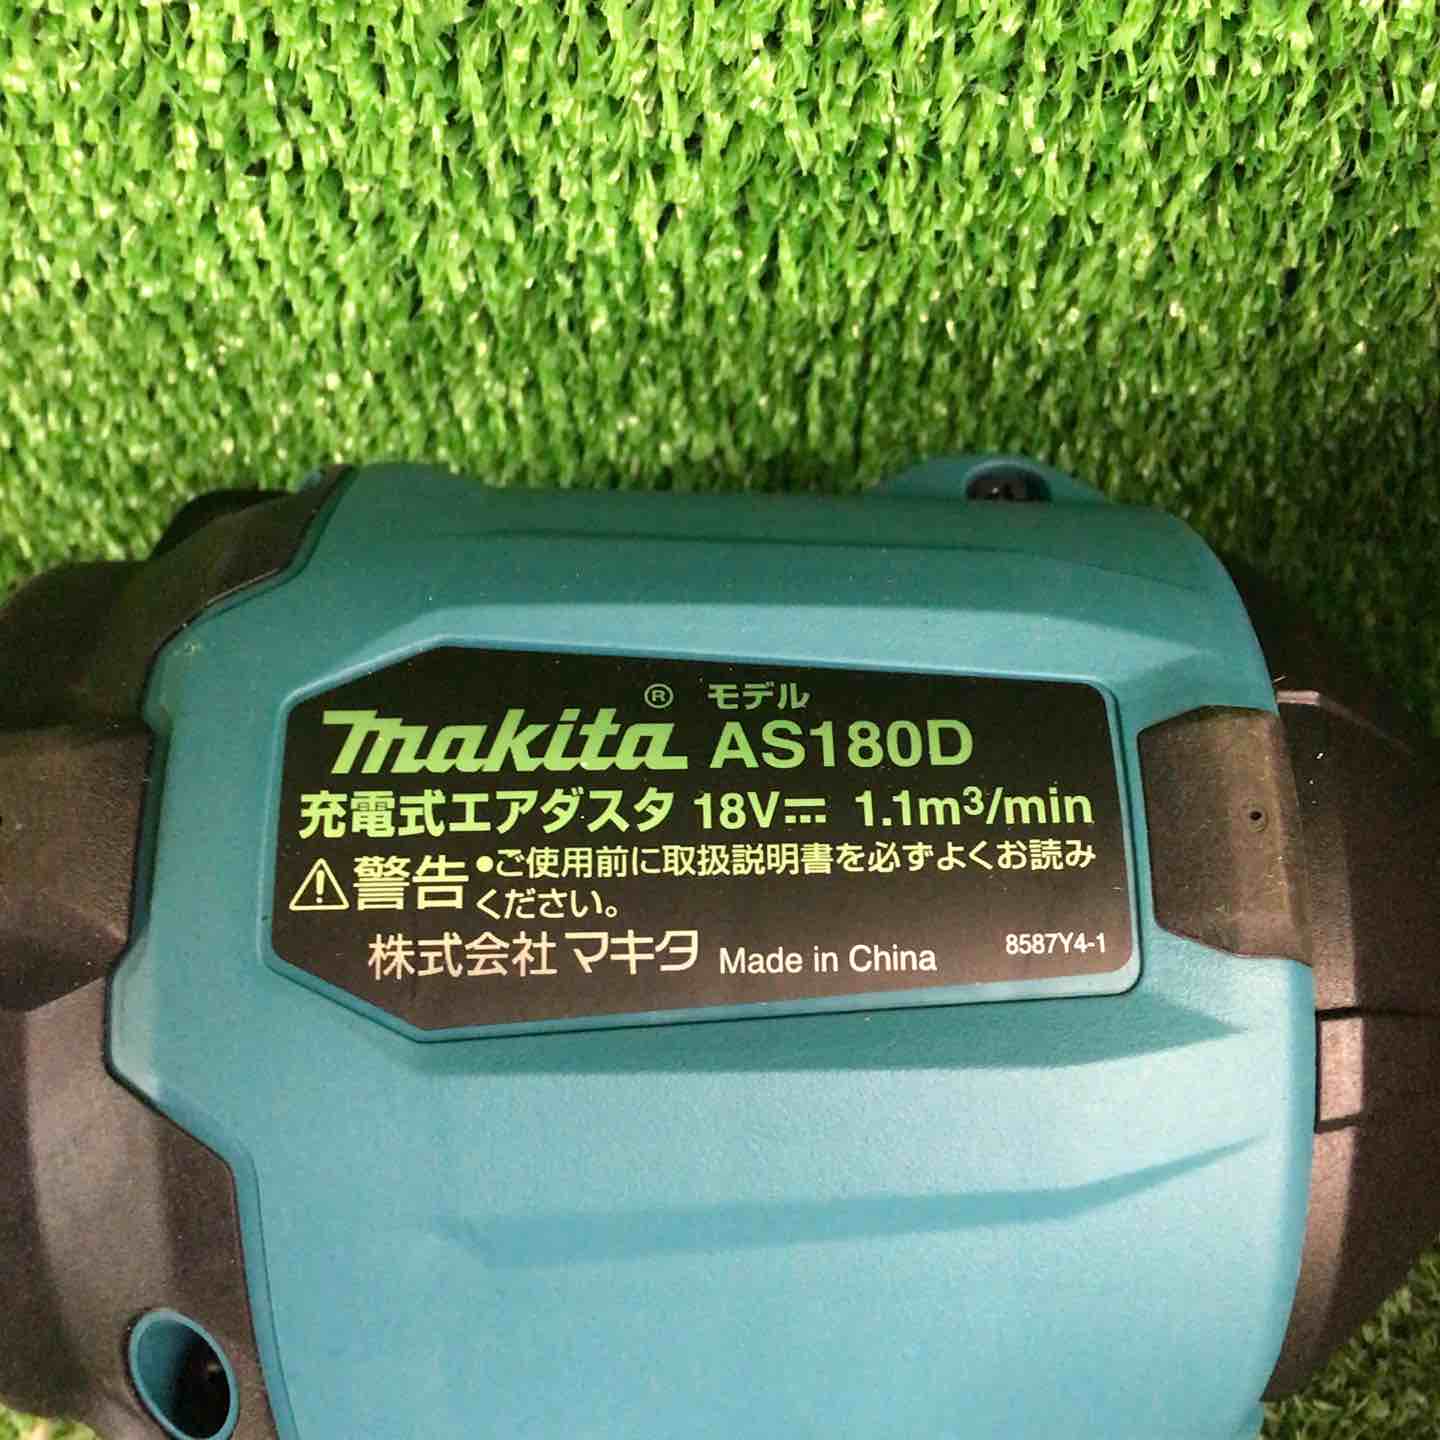 makita® モデル AS180D
充電式エアダスタ 18V⎓ 1.1m³/min
⚠警告 •ご使用前に取扱説明書を必ずよくお読み
ください。
株式会社マキタ Made in China 8587Y4-1